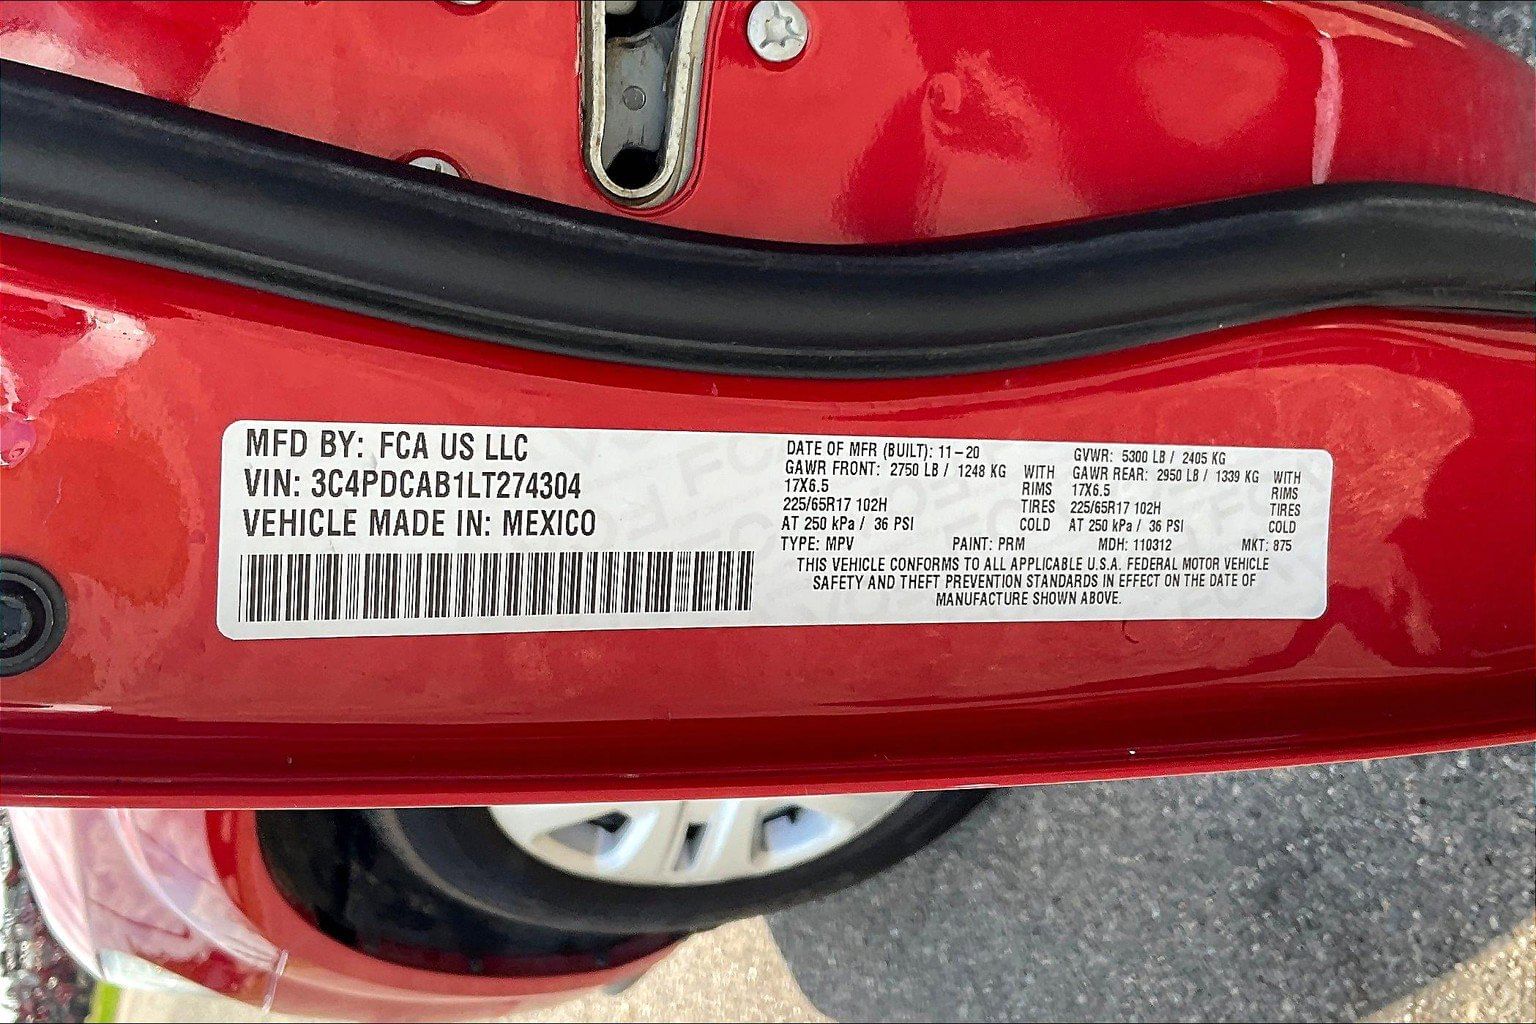 MFD BY: FCA US LLC
VIN: 3C4PDCAB1LT274304
VEHICLE MADE IN: MEXICO
DATE OF MFR (BUILT): 11-20 GVWR: 5300 LB / 2405 KG
GAWR FRONT: 2750 LB / 1248 KG WITH GAWR REAR: 2950 LB / 1339 KG WITH
17X6.5 RIMS 17X6.5 RIMS
225/65R17 102H TIRES 225/65R17 102H TIRES
AT 250 kPa / 36 PSI COLD AT 250 kPa / 36 PSI COLD
TYPE: MPV PAINT: PRM MDH: 110312 MKT: 875
THIS VEHICLE CONFORMS TO ALL APPLICABLE U.S.A. FEDERAL MOTOR VEHICLE
SAFETY AND THEFT PREVENTION STANDARDS IN EFFECT ON THE DATE OF
MANUFACTURE SHOWN ABOVE.